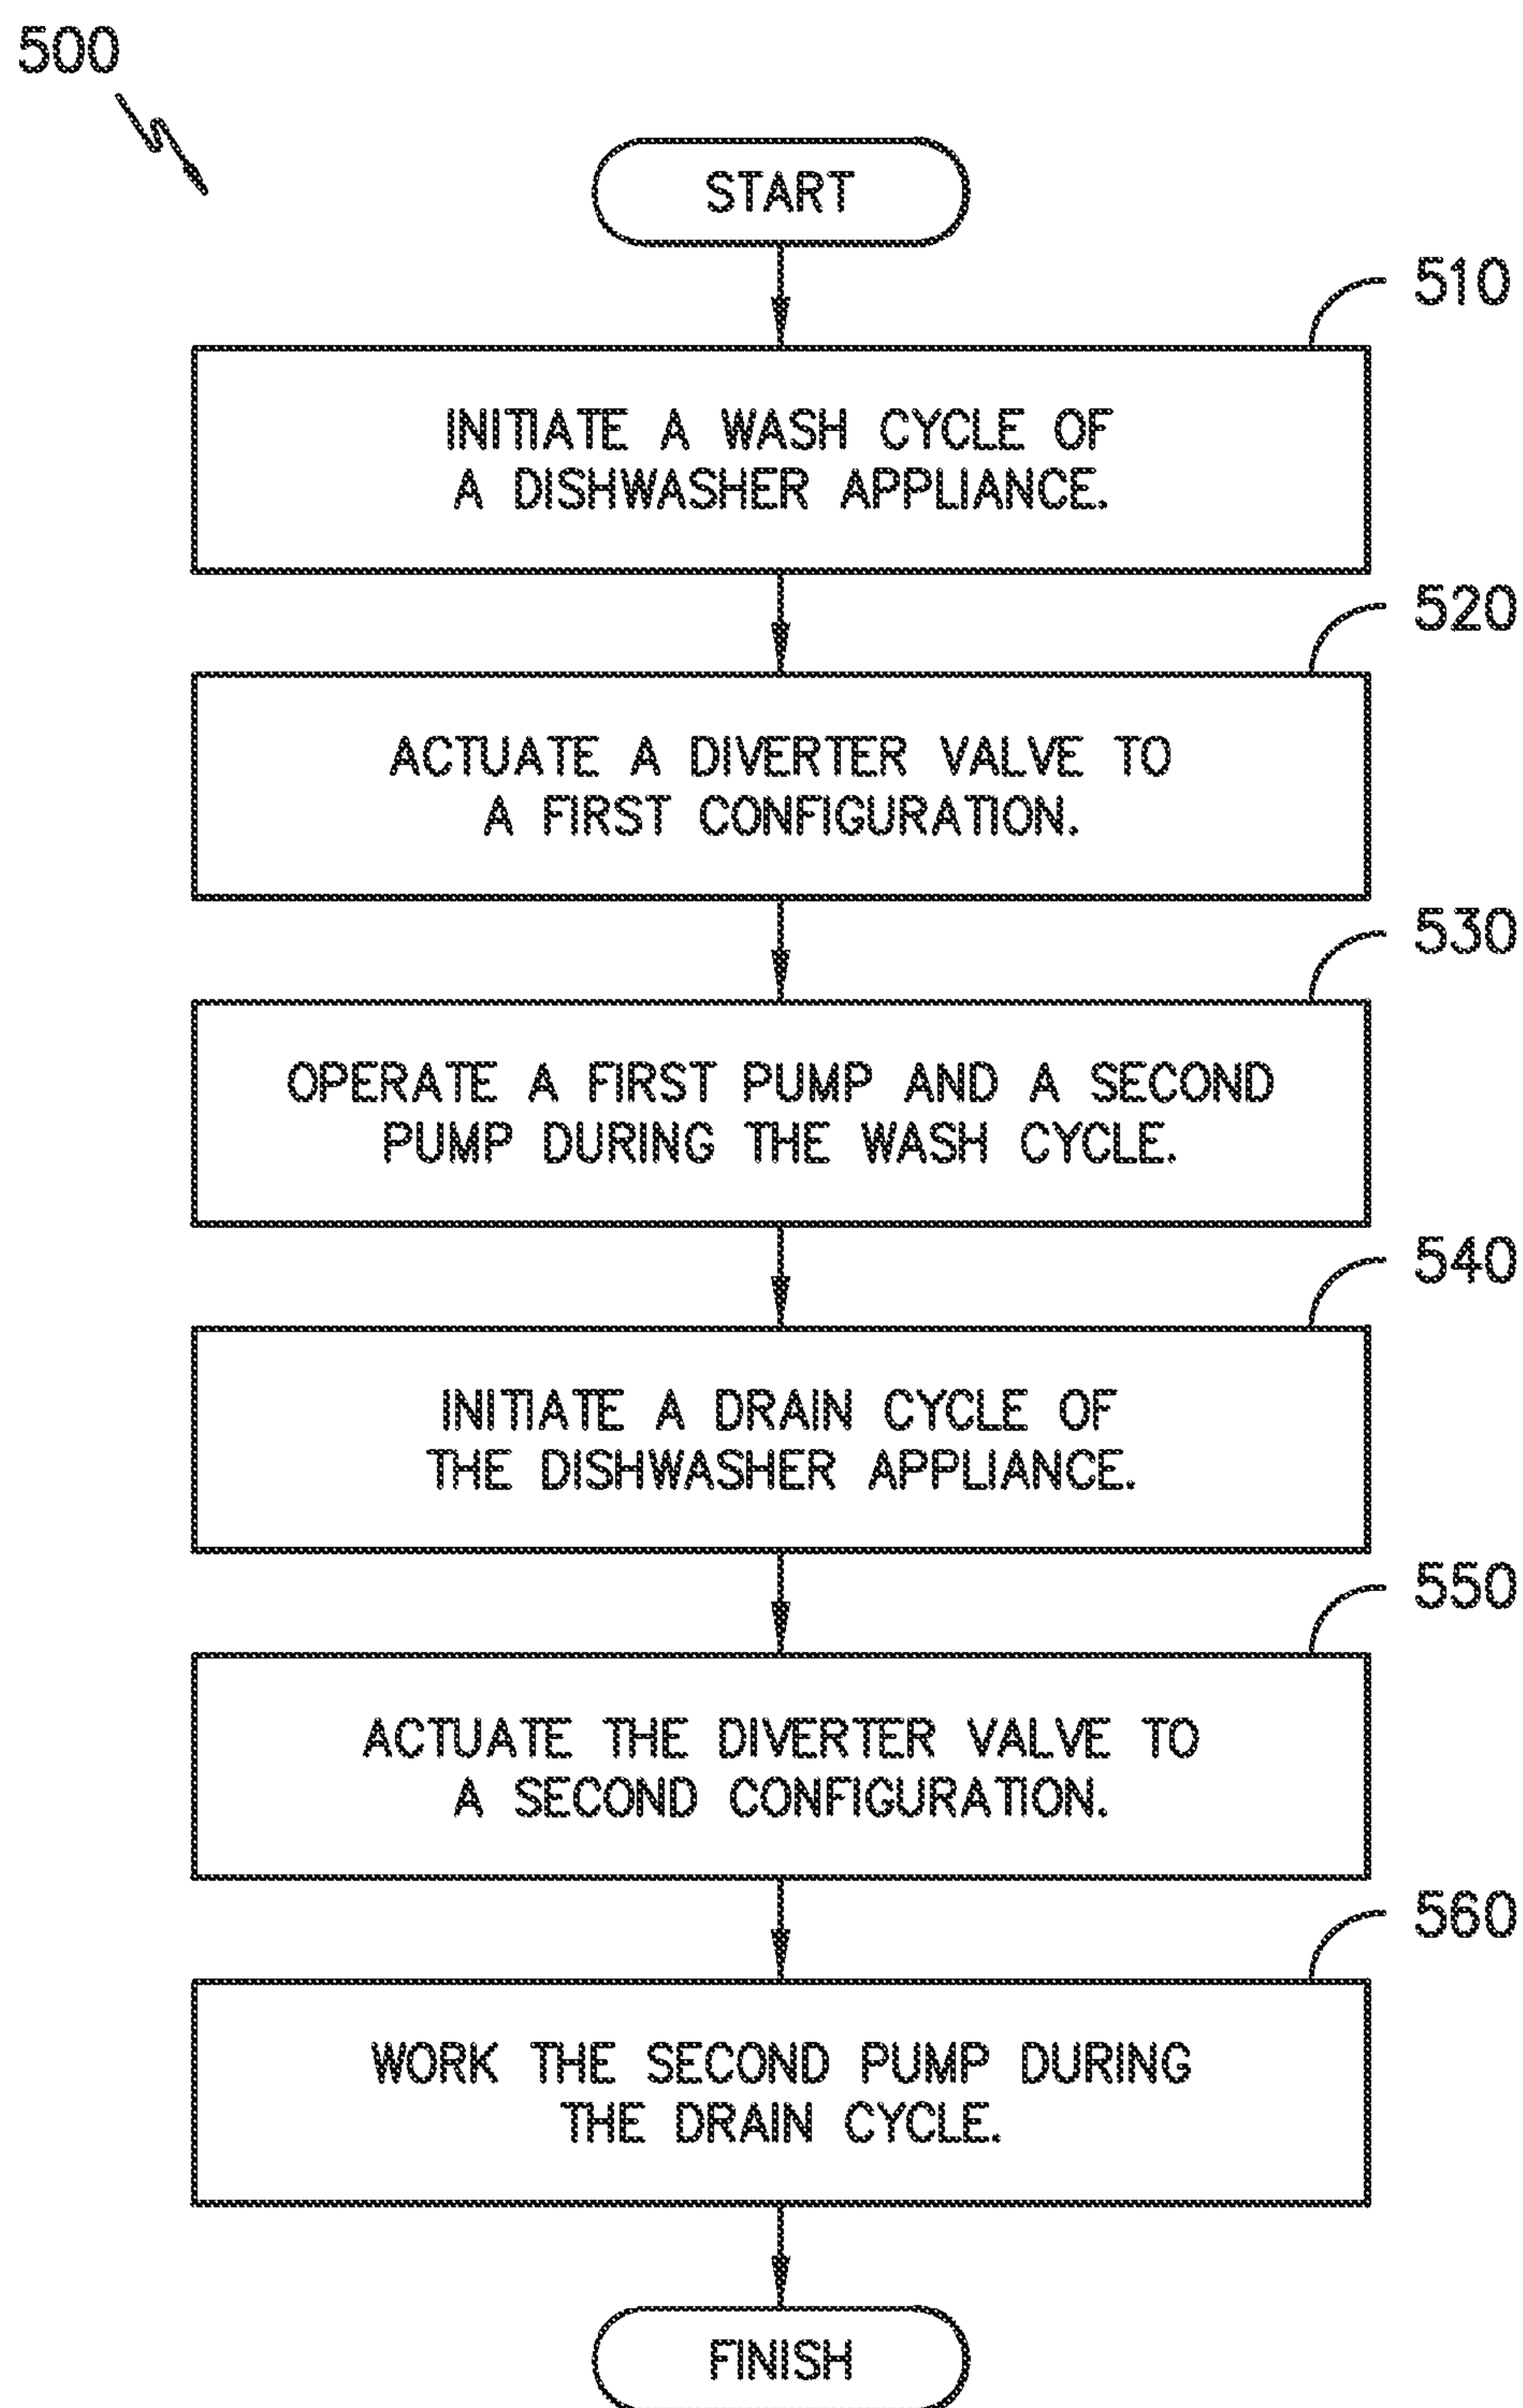 500
START
510
INITIATE A WASH CYCLE OF
A DISHWASHER APPLIANCE.
520
ACTUATE A DIVERTER VALVE TO
A FIRST CONFIGURATION.
530
OPERATE A FIRST PUMP AND A SECOND
PUMP DURING THE WASH CYCLE.
540
INITIATE A DRAIN CYCLE OF
THE DISHWASHER APPLIANCE.
550
ACTUATE THE DIVERTER VALVE TO
A SECOND CONFIGURATION.
560
WORK THE SECOND PUMP DURING
THE DRAIN CYCLE.
FINISH